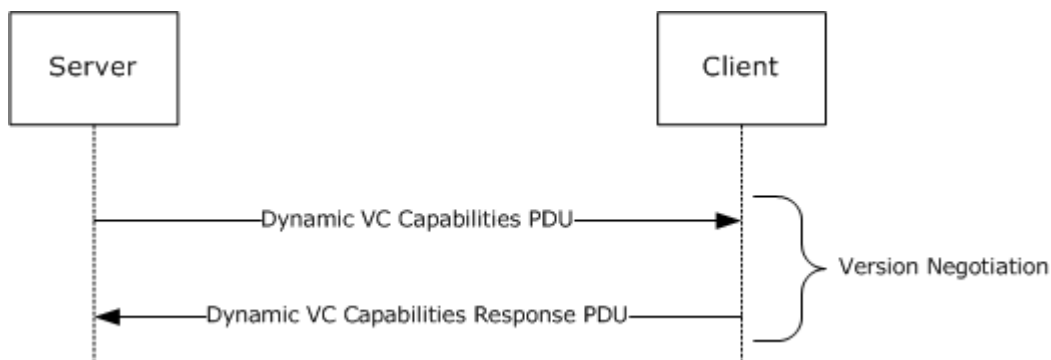 Server
Client
Dynamic VC Capabilities PDU
Version Negotiation
Dynamic VC Capabilities Response PDU